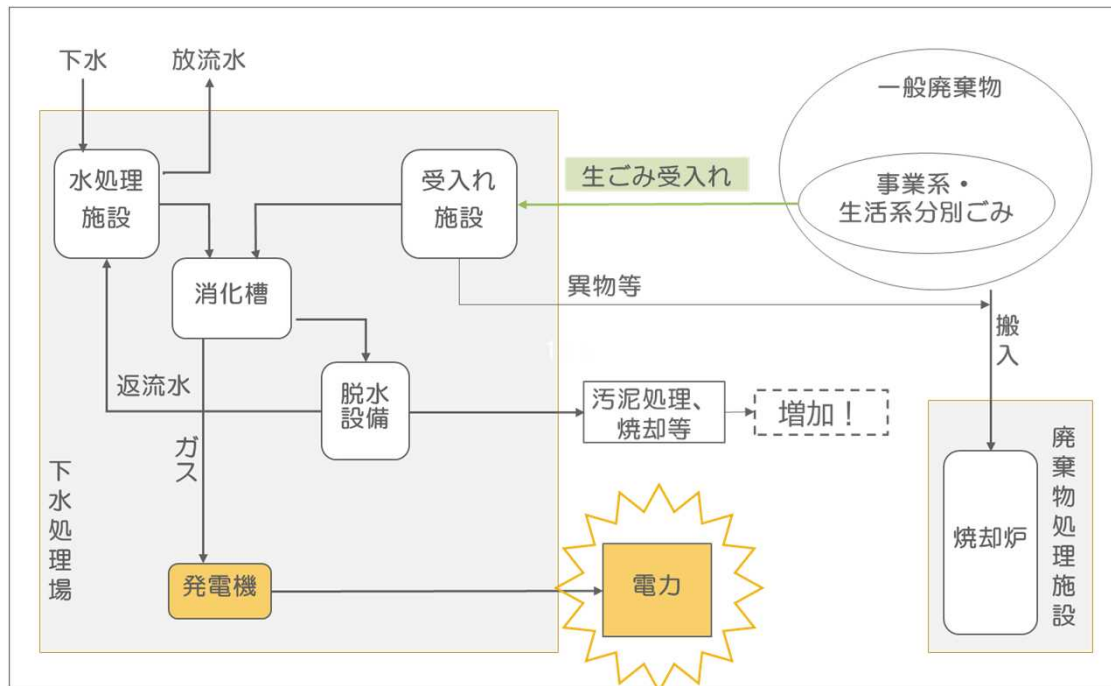 下水
放流水
一般廃棄物
水処理
施設
受入れ
施設
生ごみ受入れ
事業系・
生活系分別ごみ
消化槽
異物等
搬入
返流水
脱水
設備
汚泥処理、
焼却等
増加！
ガス
下水処理場
廃棄物処理施設
焼却炉
発電機
電力